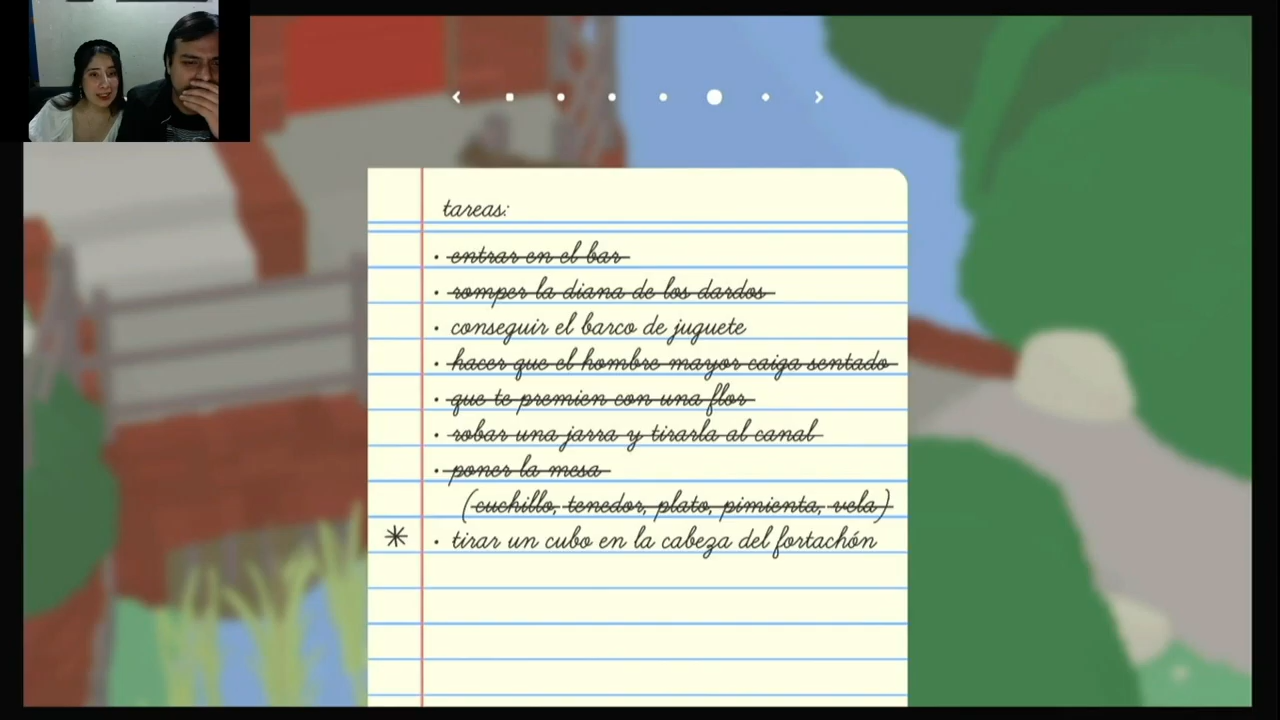 tareas:
• entrar en el bar
• romper la diana de los dardos
• conseguir el barco de juguete
• hacer que el hombre mayor caiga sentado
• que te premien con una flor
• robar una jarra y tirarla al canal
• poner la mesa
(cuchillo, tenedor, plato, pimienta, vela)
* • tirar un cubo en la cabeza del fortachón